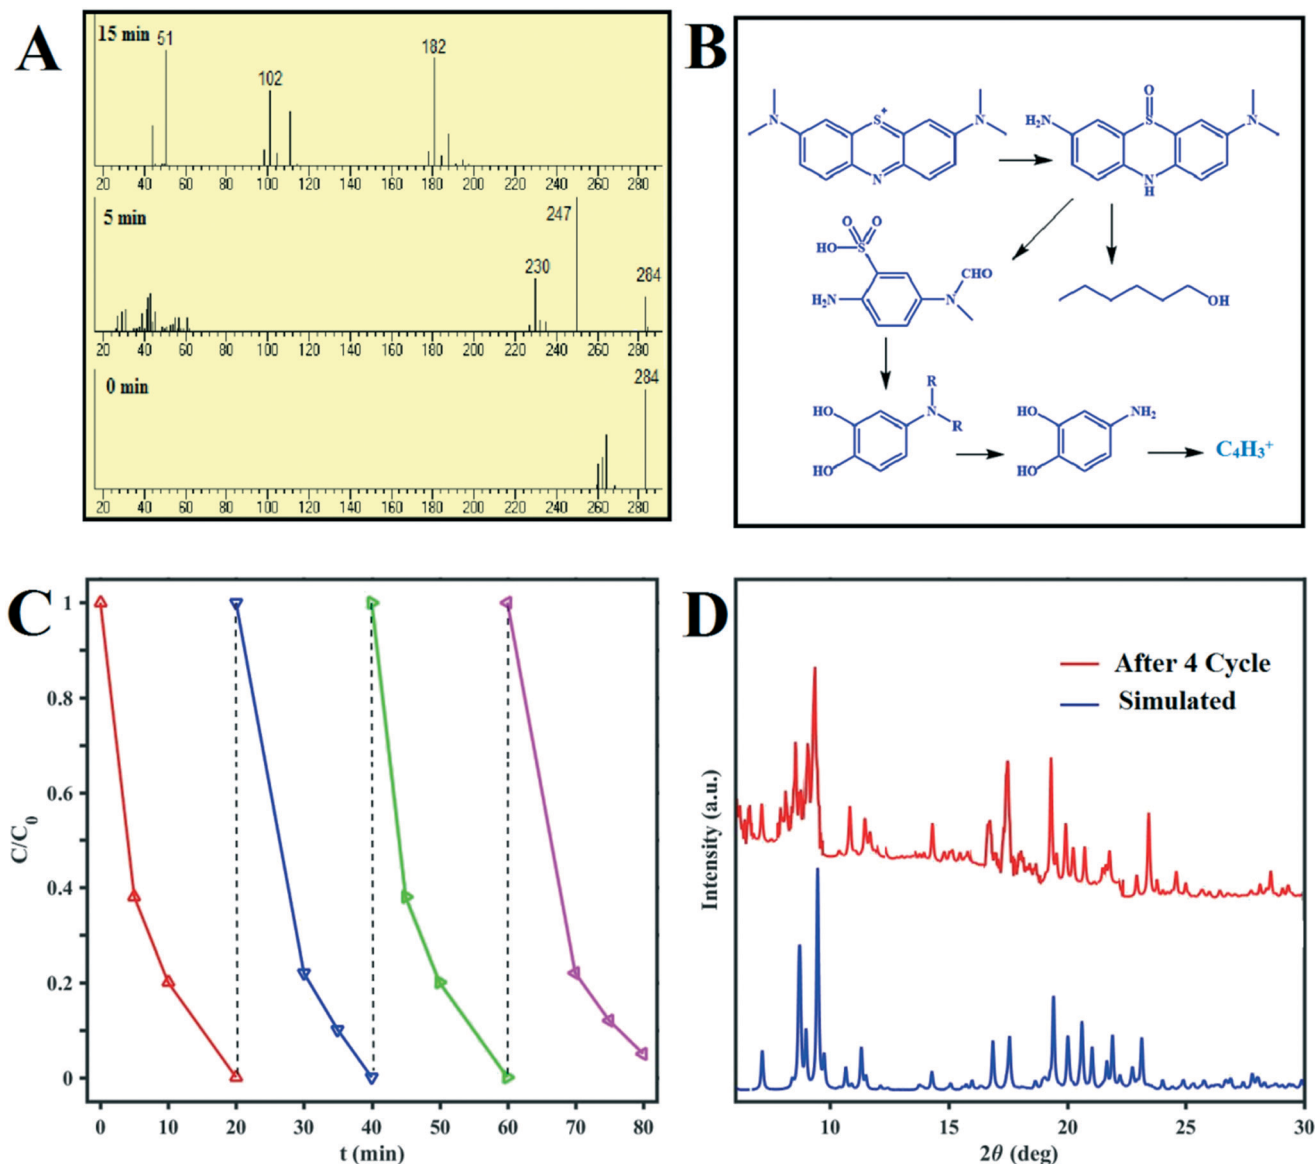 A
15 min
51
102
182
20 40 60 80 100 120 140 160 180 200 220 240 260 280
5 min
247
230
284
20 40 60 80 100 120 140 160 180 200 220 240 260 280
0 min
284
20 40 60 80 100 120 140 160 180 200 220 240 260 280
B
N S+ N N
H2N O S N N H
O O HO S CHO H2N N
OH
HO HO R N R
HO HO NH2
C4H3+
C
1
0.8
0.6
0.4
0.2
0
C/C0
0 10 20 30 40 50 60 70 80
t (min)
D
After 4 Cycle
Simulated
Intensity (a.u.)
10 15 20 25 30
2θ (deg)